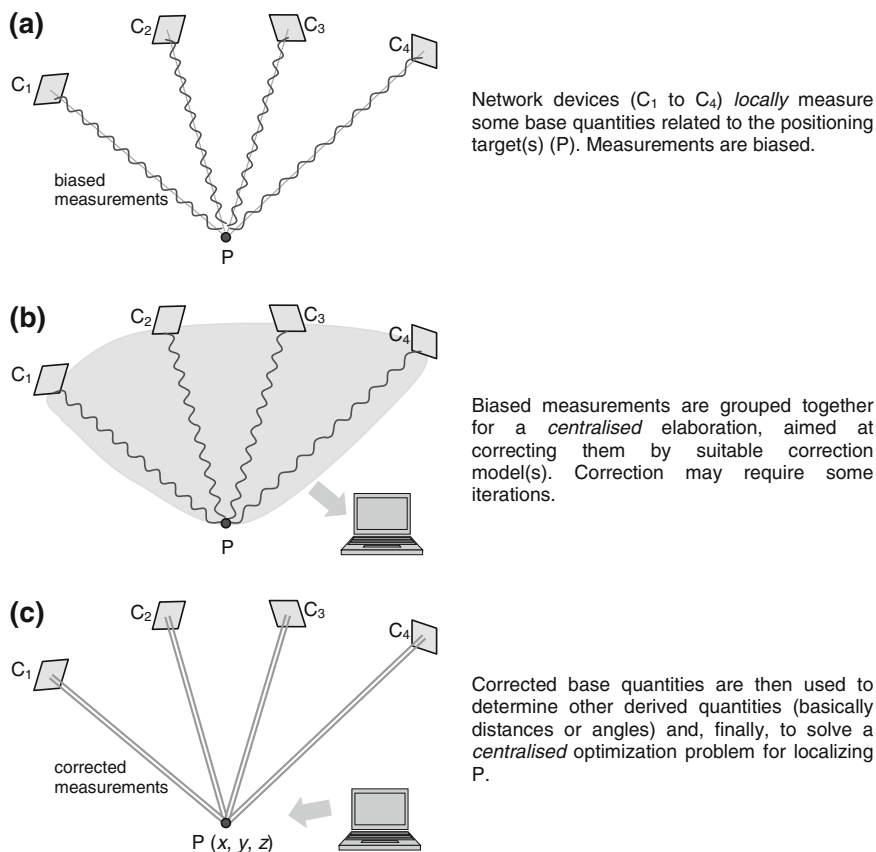 (a)
C1
C2
C3
C4
biased
measurements
P
Network devices (C1 to C4) locally measure
some base quantities related to the positioning
target(s) (P). Measurements are biased.
(b)
C1
C2
C3
C4
P
Biased measurements are grouped together
for a centralised elaboration, aimed at
correcting them by suitable correction
model(s). Correction may require some
iterations.
(c)
C1
C2
C3
C4
corrected
measurements
P (x, y, z)
Corrected base quantities are then used to
determine other derived quantities (basically
distances or angles) and, finally, to solve a
centralised optimization problem for localizing
P.